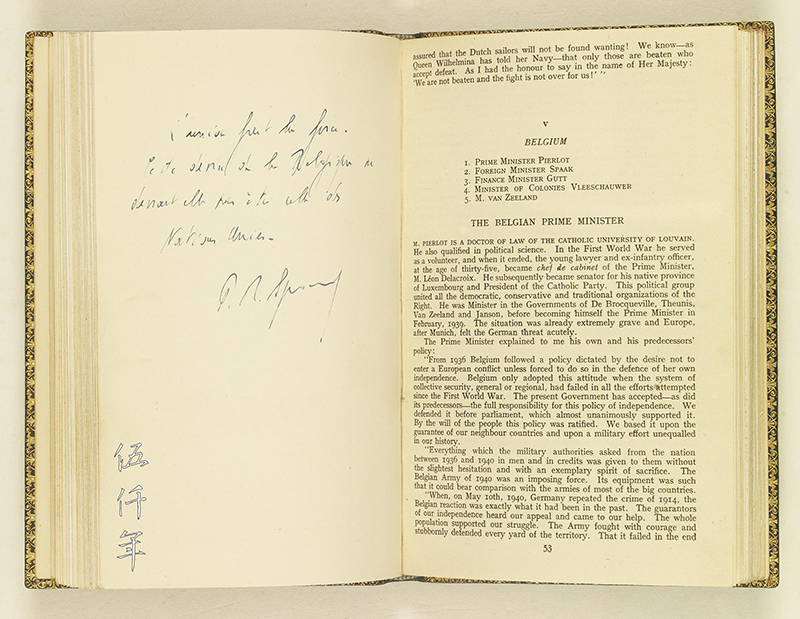 L'union fait la force.
Cette devise de la Belgique ne
devrait elle pas être celle des
Nations Unies.
P. H. Spaak
伍
仟
年
assured that the Dutch sailors will not be found wanting! We know—as
Queen Wilhelmina has told her Navy—that only those are beaten who
accept defeat. As I had the honour to say in the name of Her Majesty:
'We are not beaten and the fight is not over for us!' "
V
BELGIUM
1. PRIME MINISTER PIERLOT
2. FOREIGN MINISTER SPAAK
3. FINANCE MINISTER GUTT
4. MINISTER OF COLONIES VLEESCHAUWER
5. M. VAN ZEELAND
THE BELGIAN PRIME MINISTER
M. PIERLOT IS A DOCTOR OF LAW OF THE CATHOLIC UNIVERSITY OF LOUVAIN.
He also qualified in political science. In the First World War he served
as a volunteer, and when it ended, the young lawyer and ex-infantry officer,
at the age of thirty-five, became chef de cabinet of the Prime Minister,
M. Léon Delacroix. He subsequently became senator for his native province
of Luxembourg and President of the Catholic Party. This political group
united all the democratic, conservative and traditional organizations of the
Right. He was Minister in the Governments of De Brocqueville, Theunis,
Van Zeeland and Janson, before becoming himself the Prime Minister in
February, 1939. The situation was already extremely grave and Europe,
after Munich, felt the German threat acutely.
The Prime Minister explained to me his own and his predecessors'
policy:
"From 1936 Belgium followed a policy dictated by the desire not to
enter a European conflict unless forced to do so in the defence of her own
independence. Belgium only adopted this attitude when the system of
collective security, general or regional, had failed in all the efforts attempted
since the First World War. The present Government has accepted—as did
its predecessors—the full responsibility for this policy of independence. We
defended it before parliament, which almost unanimously supported it.
By the will of the people this policy was ratified. We based it upon the
guarantee of our neighbour countries and upon a military effort unequalled
in our history.
"Everything which the military authorities asked from the nation
between 1936 and 1940 in men and in credits was given to them without
the slightest hesitation and with an exemplary spirit of sacrifice. The
Belgian Army of 1940 was an imposing force. Its equipment was such
that it could bear comparison with the armies of most of the big countries.
"When, on May 10th, 1940, Germany repeated the crime of 1914, the
Belgian reaction was exactly what it had been in the past. The guarantors
of our independence heard our appeal and came to our help. The whole
population supported our struggle. The Army fought with courage and
stubbornly defended every yard of the territory. That it failed in the end
53